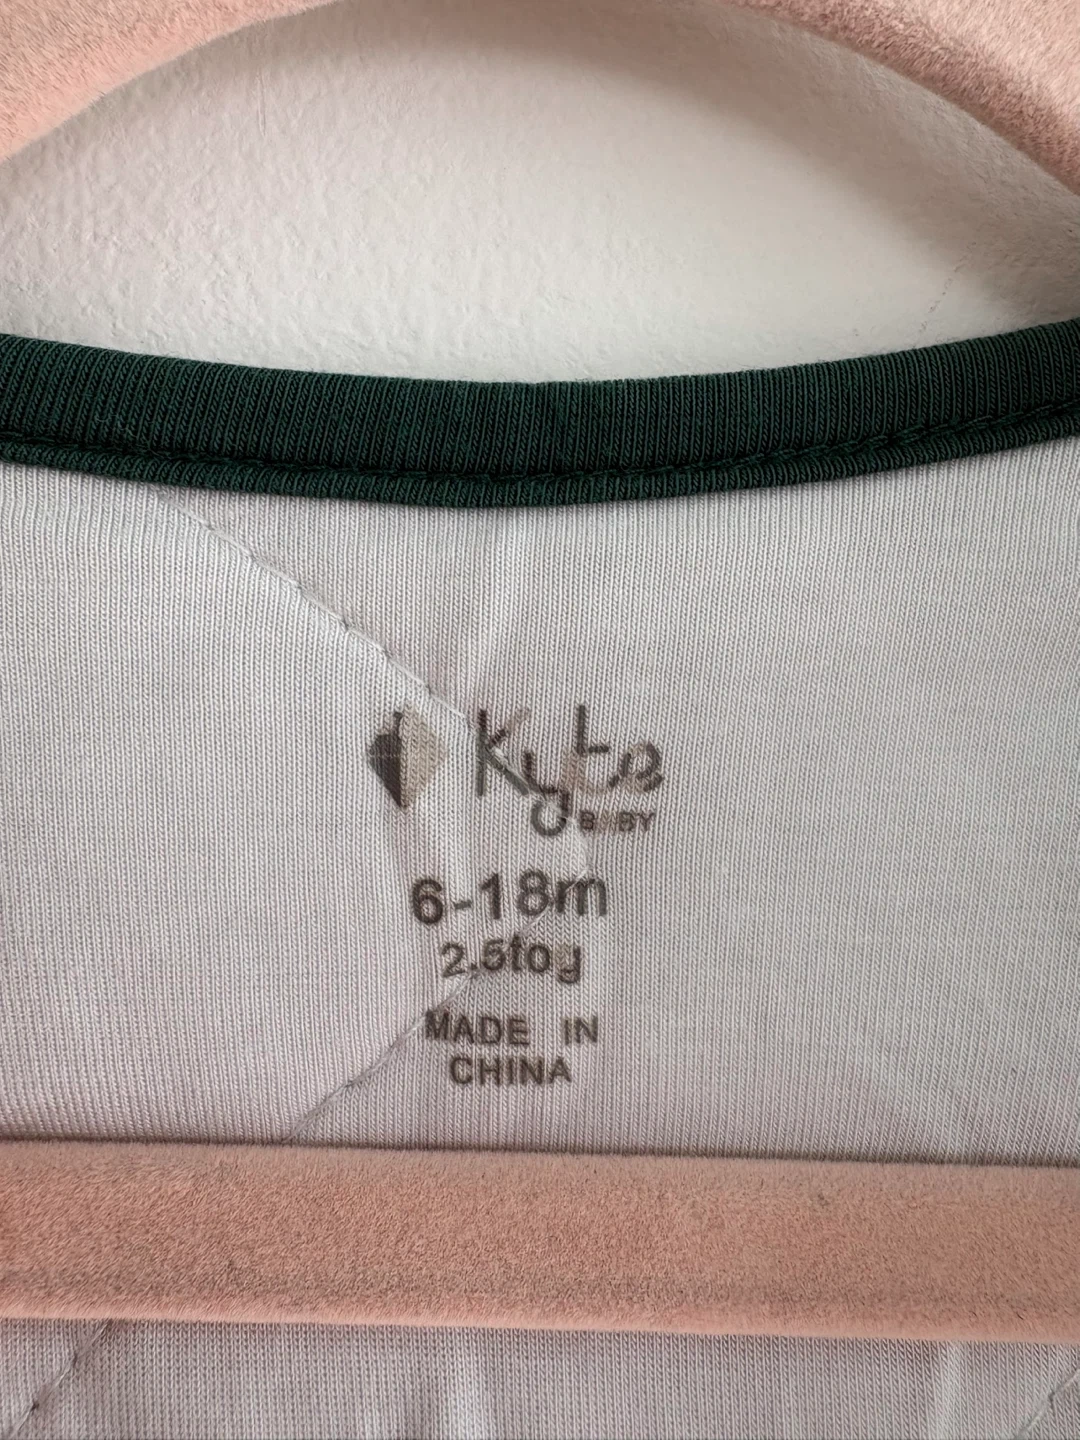 Kyte
BABY
6-18m
2.5tog
MADE IN
CHINA